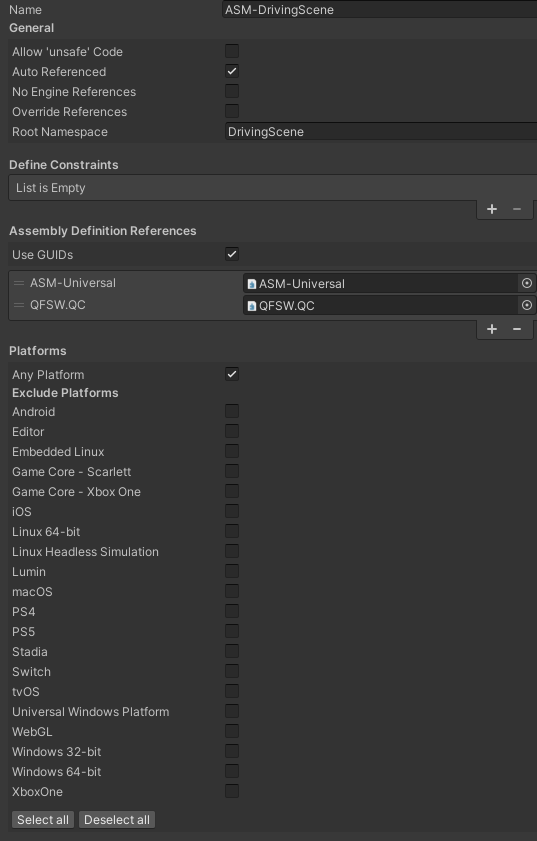 Name ASM-DrivingScene
General
Allow 'unsafe' Code
Auto Referenced
No Engine References
Override References
Root Namespace DrivingScene
Define Constraints
List is Empty
+ −
Assembly Definition References
Use GUIDs
ASM-Universal ASM-Universal
QFSW.QC QFSW.QC
+ −
Platforms
Any Platform
Exclude Platforms
Android
Editor
Embedded Linux
Game Core - Scarlett
Game Core - Xbox One
iOS
Linux 64-bit
Linux Headless Simulation
Lumin
macOS
PS4
PS5
Stadia
Switch
tvOS
Universal Windows Platform
WebGL
Windows 32-bit
Windows 64-bit
XboxOne
Select all Deselect all